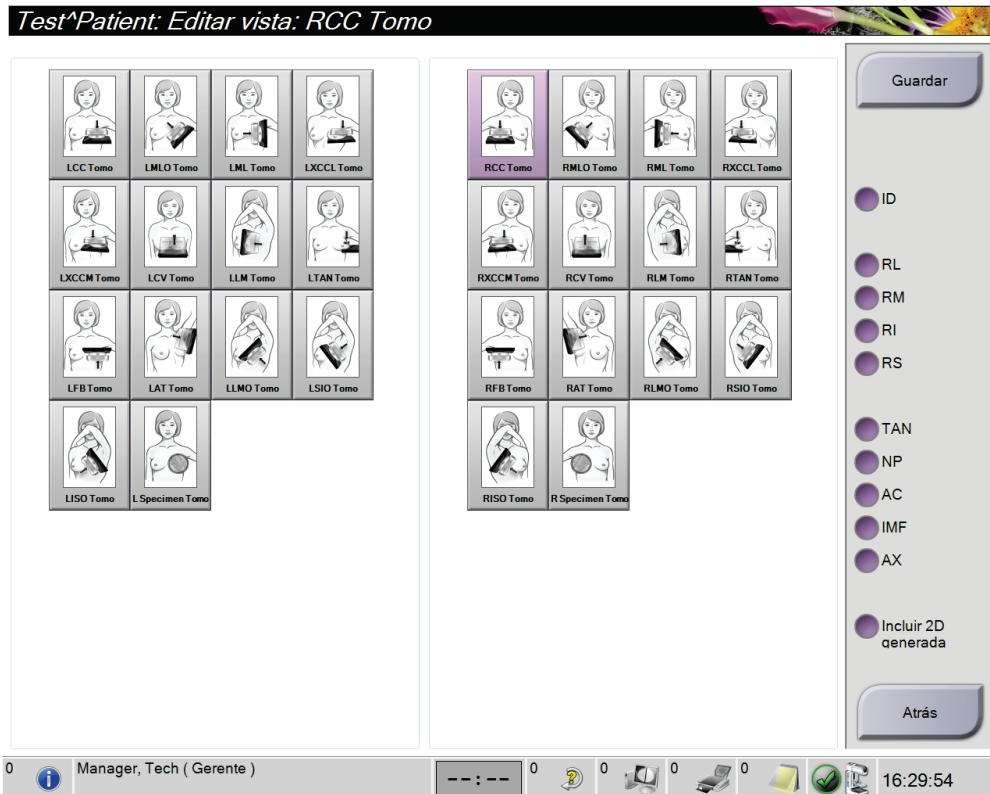 Test^Patient: Editar vista: RCC Tomo
LCC Tomo
LMLO Tomo
LML Tomo
LXCCL Tomo
LXCCM Tomo
LCV Tomo
LLM Tomo
LTAN Tomo
LFB Tomo
LAT Tomo
LLMO Tomo
LSIO Tomo
LISO Tomo
L Specimen Tomo
RCC Tomo
RMLO Tomo
RML Tomo
RXCCL Tomo
RXCCM Tomo
RCV Tomo
RLM Tomo
RTAN Tomo
RFB Tomo
RAT Tomo
RLMO Tomo
RSIO Tomo
RISO Tomo
R Specimen Tomo
Guardar
ID
RL
RM
RI
RS
TAN
NP
AC
IMF
AX
Incluir 2D
generada
Atrás
0
Manager, Tech ( Gerente )
--:--
0
0
0
0
16:29:54